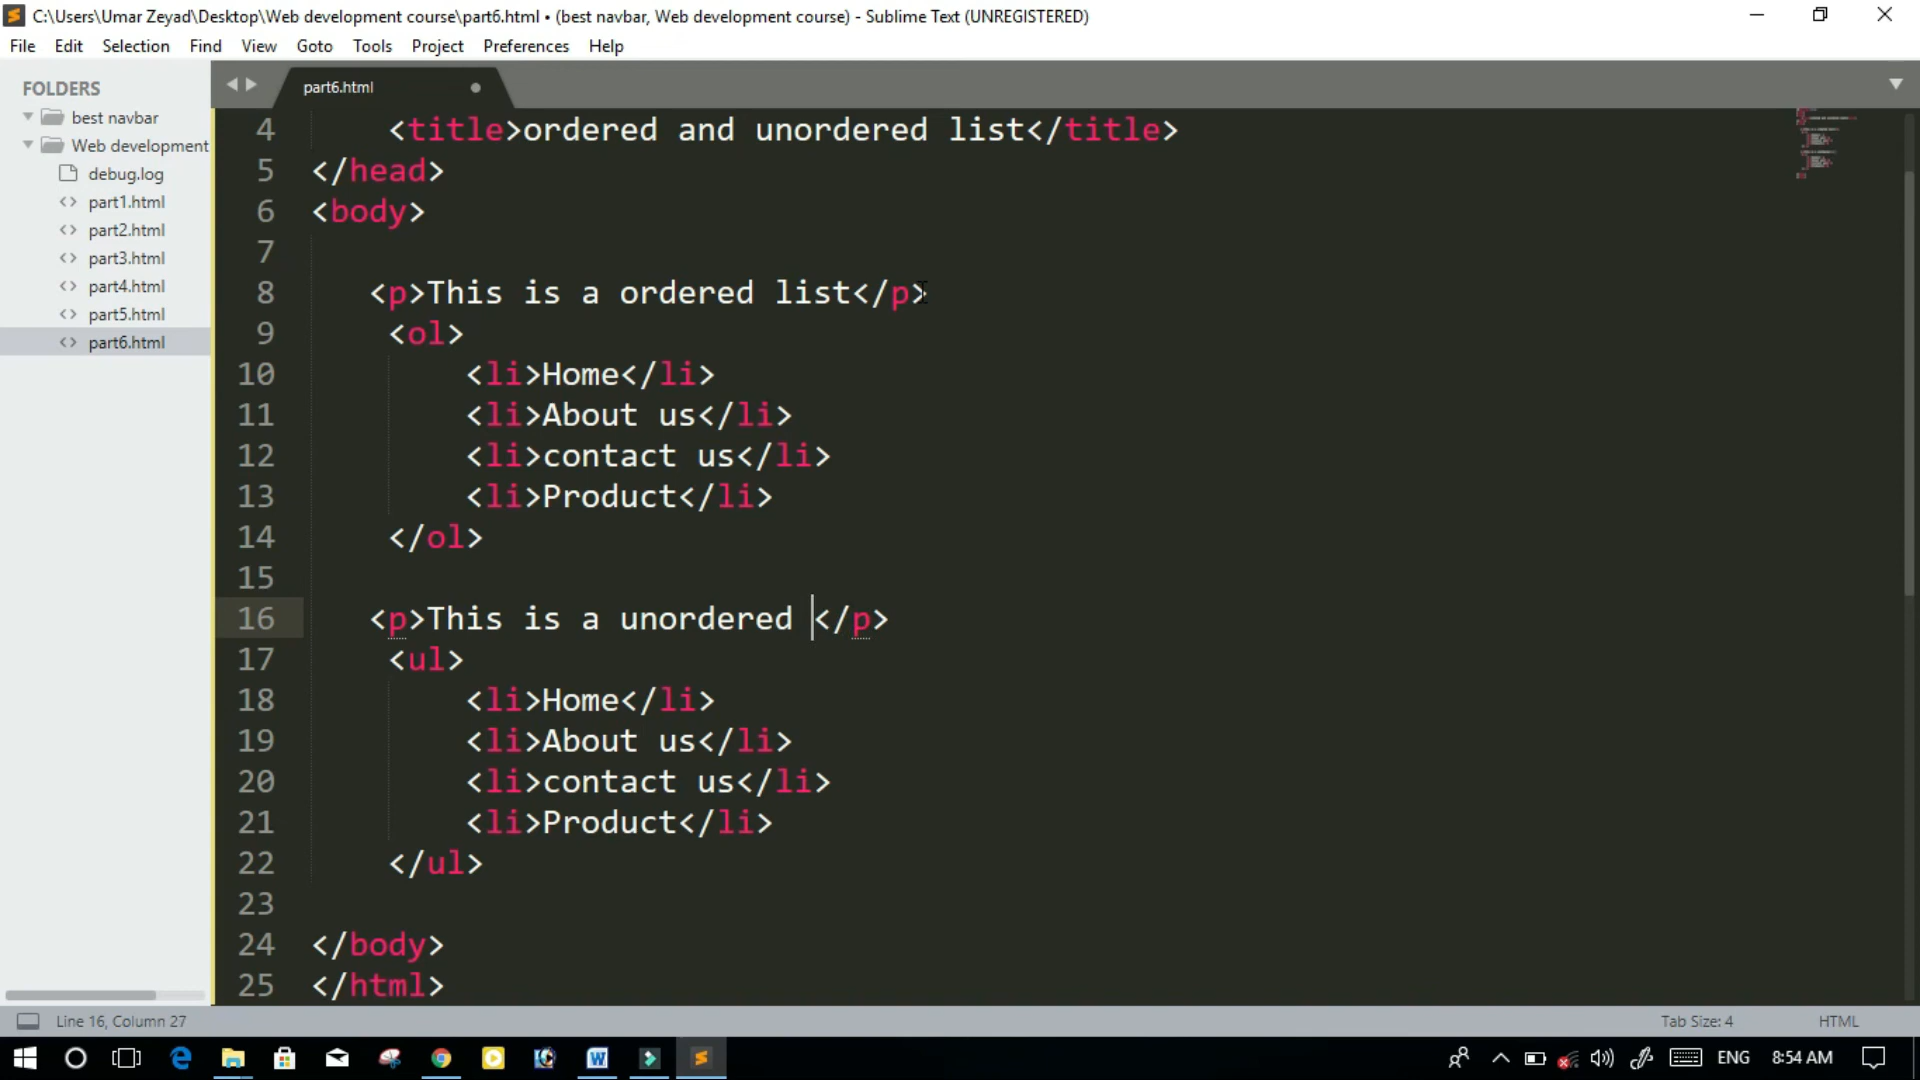 C:\Users\Umar Zeyad\Desktop\Web development course\part6.html • (best navbar, Web development course) - Sublime Text (UNREGISTERED)
File Edit Selection Find View Goto Tools Project Preferences Help
FOLDERS
best navbar
Web development
debug.log
part1.html
part2.html
part3.html
part4.html
part5.html
part6.html
part6.html
4 <title>ordered and unordered list</title>
5 </head>
6 <body>
7
8 <p>This is a ordered list</p>
9 <ol>
10 <li>Home</li>
11 <li>About us</li>
12 <li>contact us</li>
13 <li>Product</li>
14 </ol>
15
16 <p>This is a unordered </p>
17 <ul>
18 <li>Home</li>
19 <li>About us</li>
20 <li>contact us</li>
21 <li>Product</li>
22 </ul>
23
24 </body>
25 </html>
Line 16, Column 27
Tab Size: 4
HTML
ENG
8:54 AM